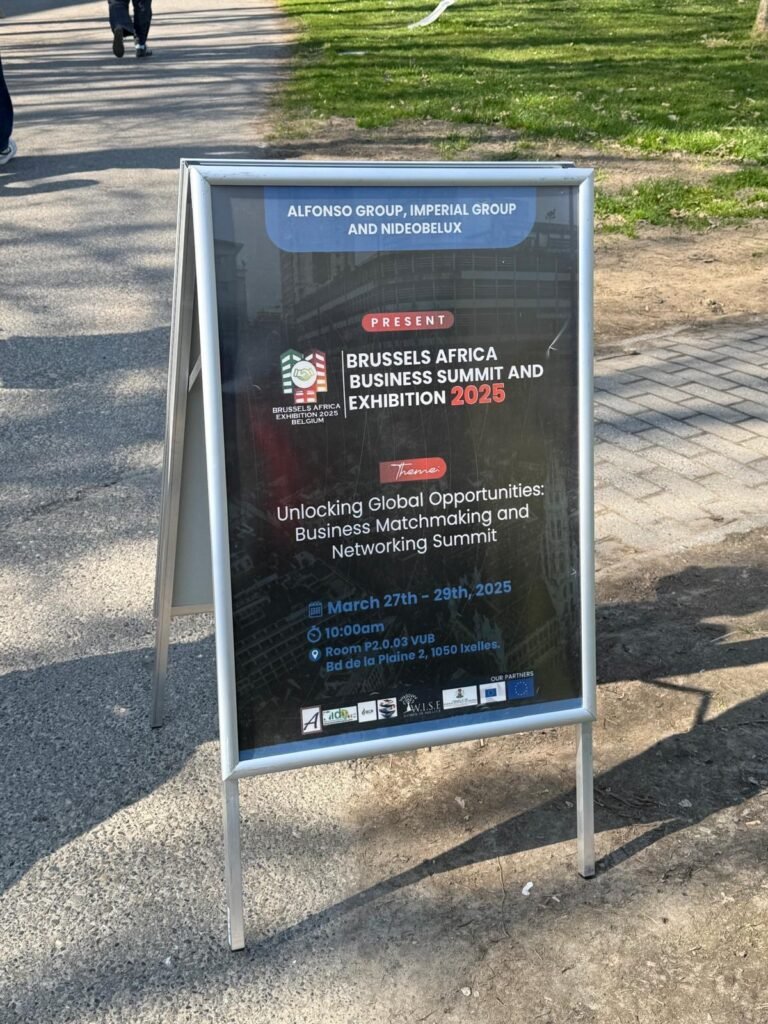 ALFONSO GROUP, IMPERIAL GROUP
AND NIDEOBELUX
PRESENT
BRUSSELS AFRICA
BUSINESS SUMMIT AND
EXHIBITION 2025
BRUSSELS AFRICA
EXHIBITION 2025
BELGIUM
Theme:
Unlocking Global Opportunities:
Business Matchmaking and
Networking Summit
March 27th - 29th, 2025
10:00am
Room P2.0.03 VUB
Bd de la Plaine 2, 1050 Ixelles.
OUR PARTNERS
A
W.I.S.E